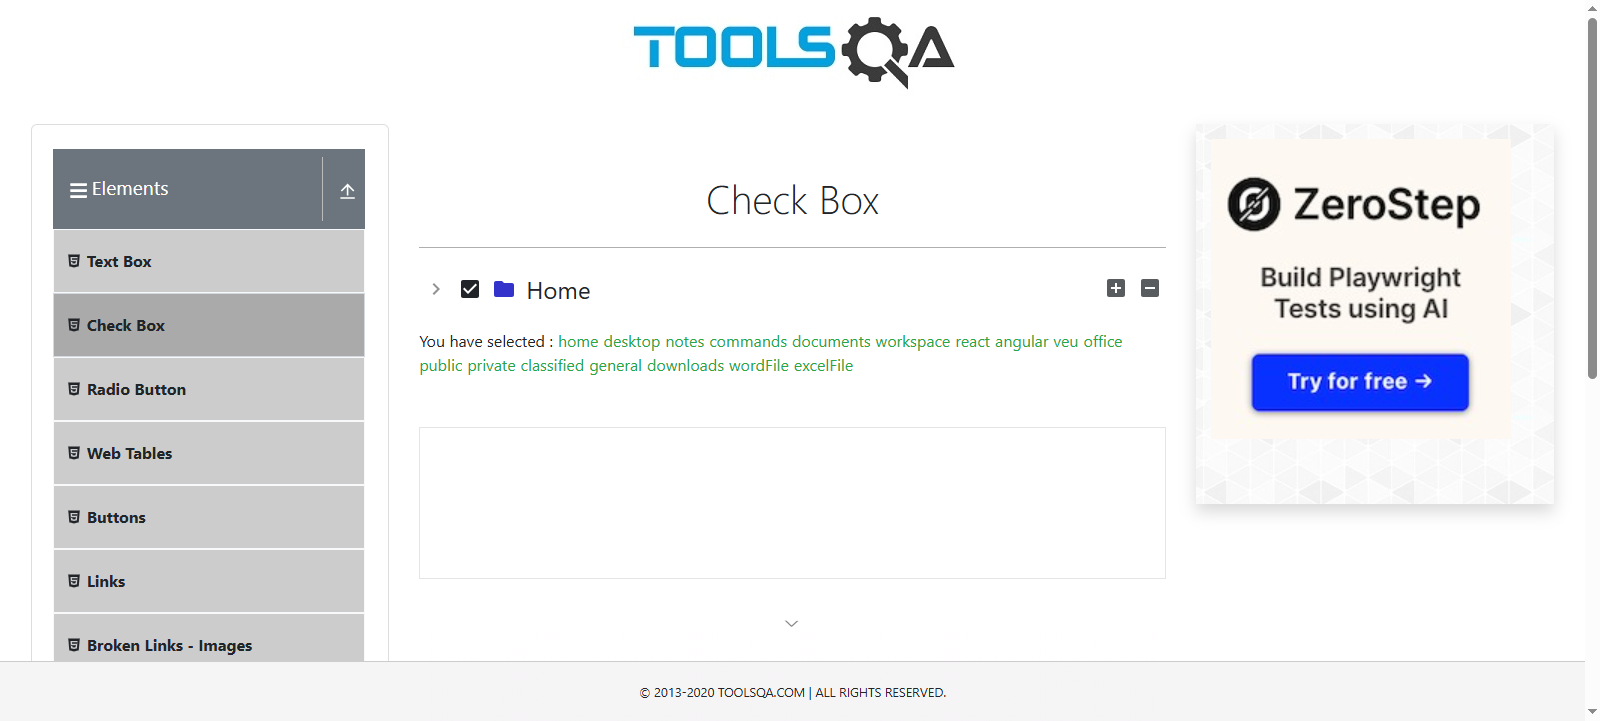 TOOLSQA
Elements
Text Box
Check Box
Radio Button
Web Tables
Buttons
Links
Broken Links - Images
Check Box
Home
You have selected : home desktop notes commands documents workspace react angular veu office
public private classified general downloads wordFile excelFile
ZeroStep
Build Playwright
Tests using AI
Try for free →
© 2013-2020 TOOLSQA.COM | ALL RIGHTS RESERVED.